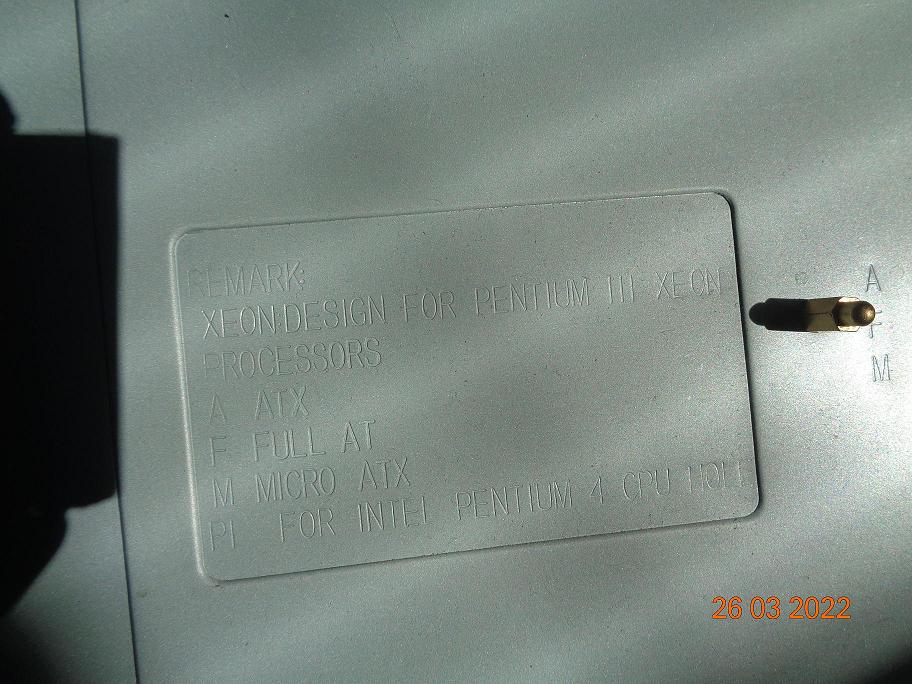 REMARK:
XEON:DESIGN FOR PENTIUM III XEON
PROCESSORS
A ATX
F FULL AT
M MICRO ATX
PI FOR INTEL PENTIUM 4 CPU HOLE
A
F
M
26 03 2022